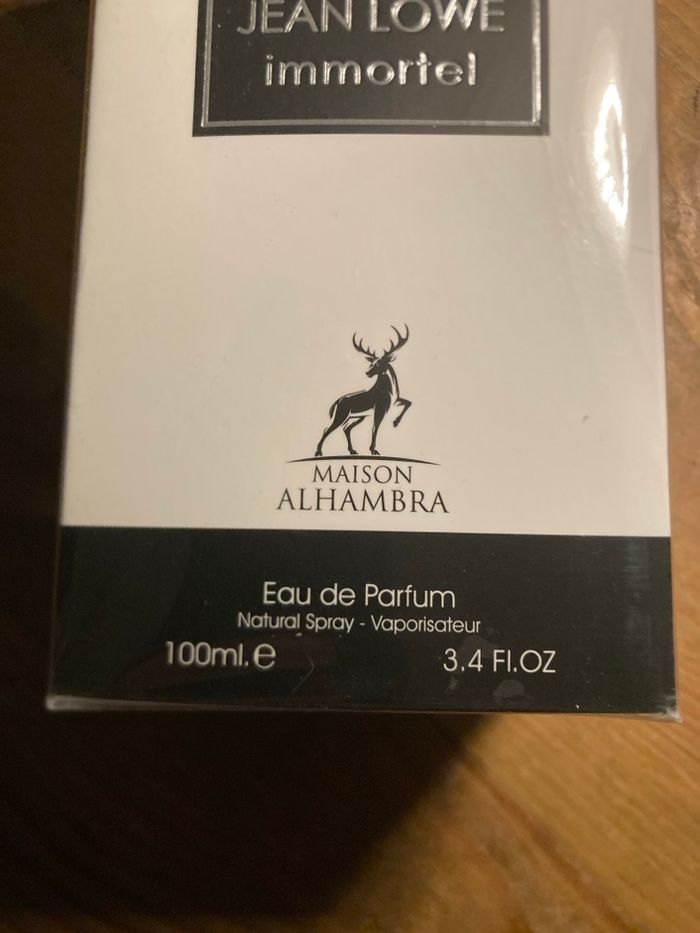 JEAN LOWE
immortel
MAISON
ALHAMBRA
Eau de Parfum
Natural Spray - Vaporisateur
100ml.e
3.4 Fl.OZ